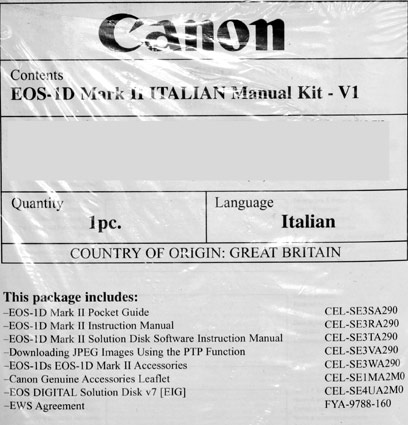 Canon
Contents
EOS-1D Mark II ITALIAN Manual Kit - V1
Quantity
1pc.
Language
Italian
COUNTRY OF ORIGIN: GREAT BRITAIN
This package includes:
–EOS-1D Mark II Pocket Guide CEL-SE3SA290
–EOS-1D Mark II Instruction Manual CEL-SE3RA290
–EOS-1D Mark II Solution Disk Software Instruction Manual CEL-SE3TA290
–Downloading JPEG Images Using the PTP Function CEL-SE3VA290
–EOS-1Ds EOS-1D Mark II Accessories CEL-SE3WA290
–Canon Genuine Accessories Leaflet CEL-SE1MA2M0
–EOS DIGITAL Solution Disk v7 [EIG] CEL-SE4UA2M0
–EWS Agreement FYA-9788-160